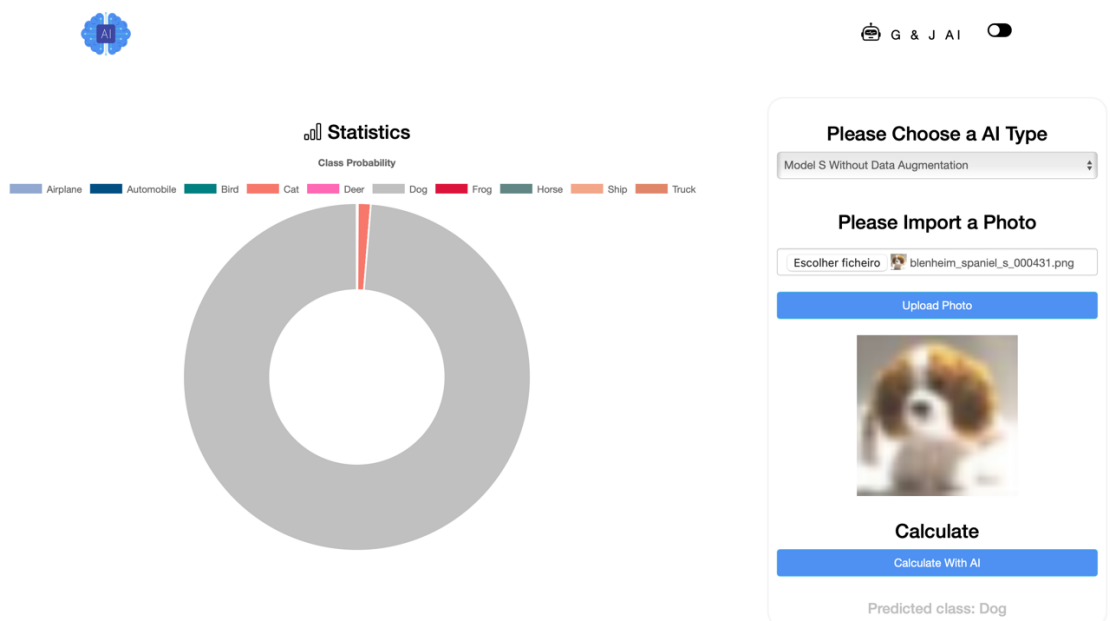 AI
G & J AI
Statistics
Class Probability
Airplane Automobile Bird Cat Deer Dog Frog Horse Ship Truck
Please Choose a AI Type
Model S Without Data Augmentation
Please Import a Photo
Escolher ficheiro blenheim_spaniel_s_000431.png
Upload Photo
Calculate
Calculate With AI
Predicted class: Dog